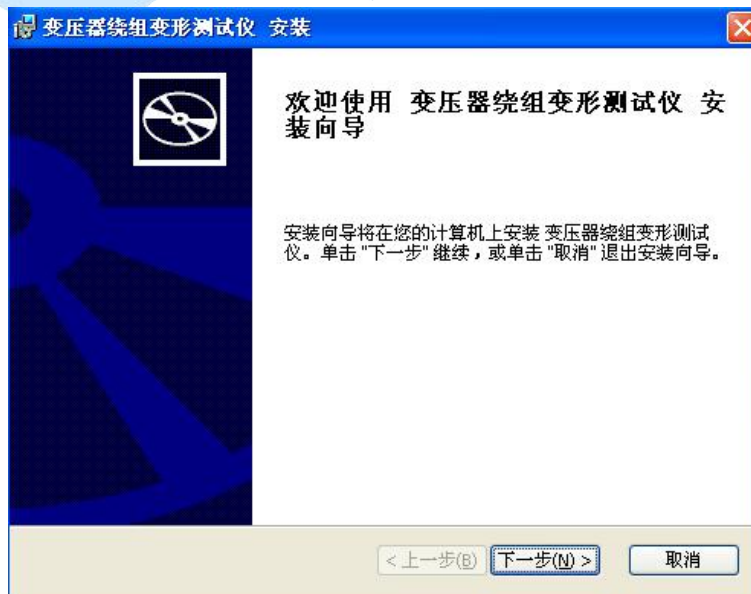 变压器绕组变形测试仪 安装
欢迎使用 变压器绕组变形测试仪 安
装向导
安装向导将在您的计算机上安装 变压器绕组变形测试
仪。单击 "下一步" 继续，或单击 "取消" 退出安装向导。
< 上一步(B) 下一步(N) > 取消